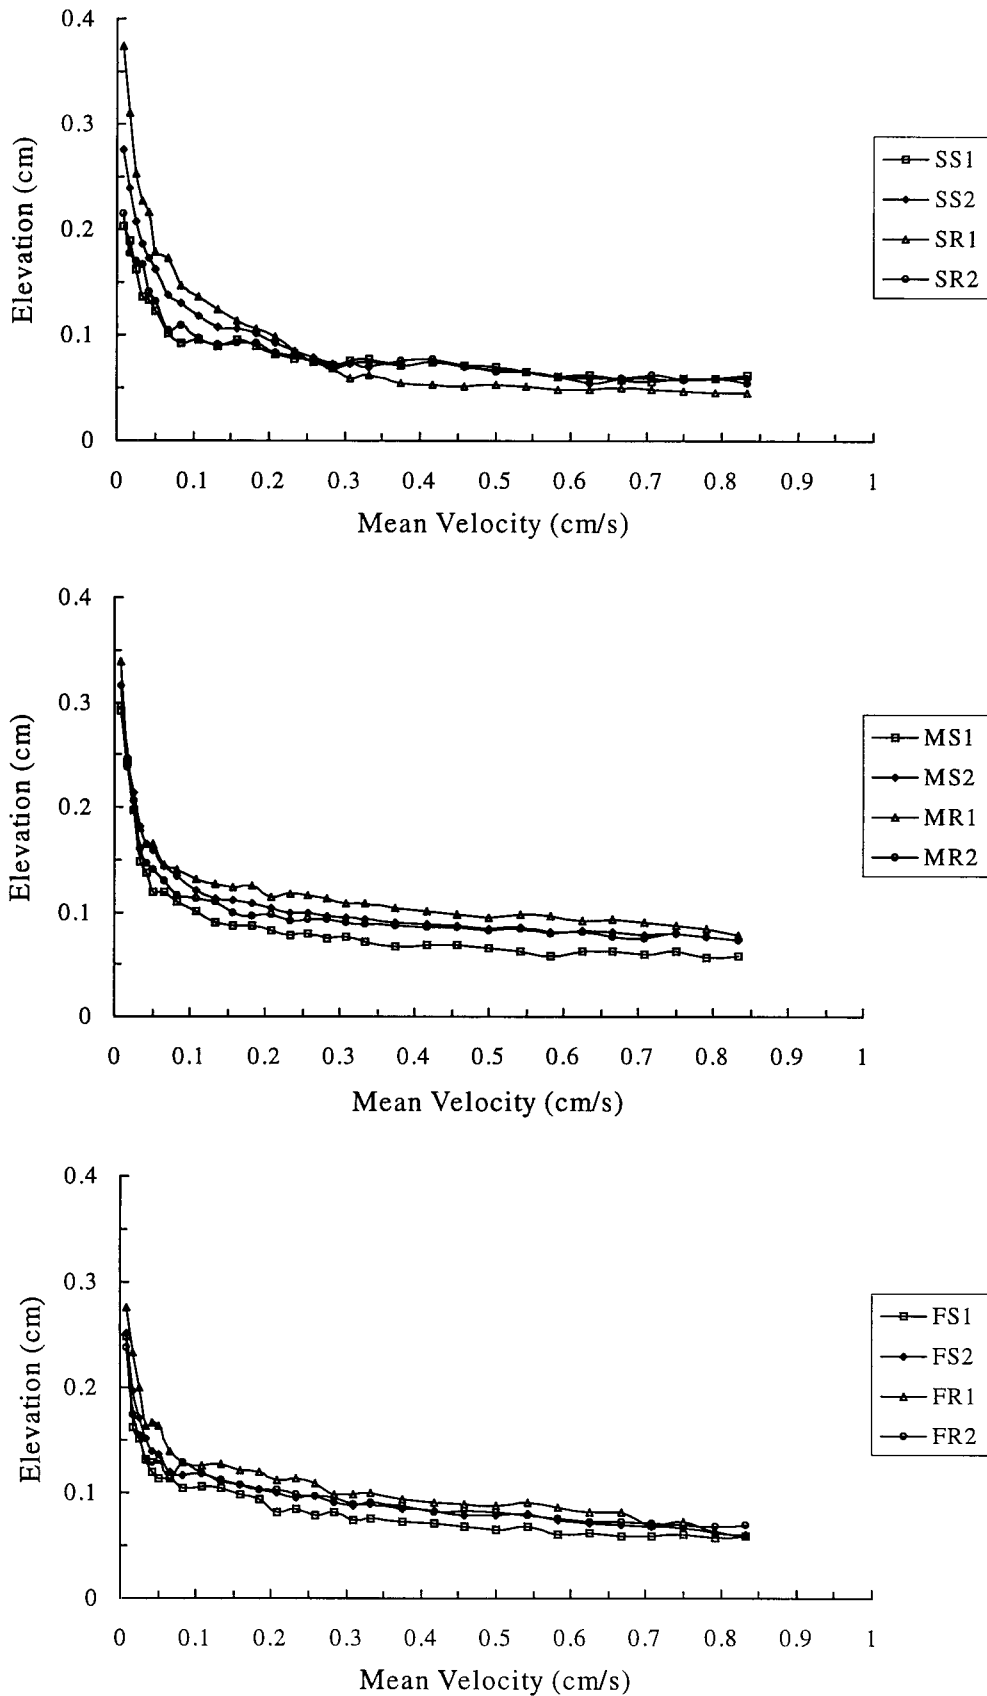 0.4
0.3
0.2
0.1
0
Elevation (cm)
0 0.1 0.2 0.3 0.4 0.5 0.6 0.7 0.8 0.9 1
Mean Velocity (cm/s)
SS1
SS2
SR1
SR2
0.4
0.3
0.2
0.1
0
Elevation (cm)
0 0.1 0.2 0.3 0.4 0.5 0.6 0.7 0.8 0.9 1
Mean Velocity (cm/s)
MS1
MS2
MR1
MR2
0.4
0.3
0.2
0.1
0
Elevation (cm)
0 0.1 0.2 0.3 0.4 0.5 0.6 0.7 0.8 0.9 1
Mean Velocity (cm/s)
FS1
FS2
FR1
FR2